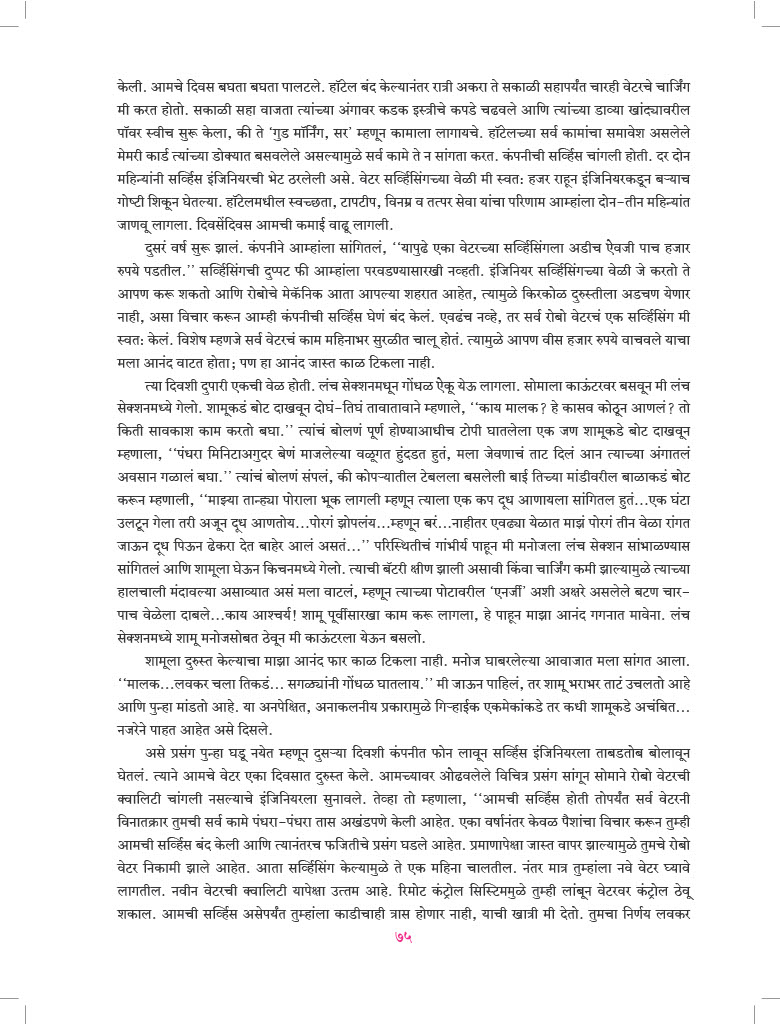 केली. आमचे दिवस बघता बघता पालटले. हॉटेल बंद केल्यानंतर रात्री अकरा ते सकाळी सहापर्यंत चारही वेटरचे चार्जिंग
मी करत होतो. सकाळी सहा वाजता त्यांच्या अंगावर कडक इस्त्रीचे कपडे चढवले आणि त्यांच्या डाव्या खांद्यावरील
पॉवर स्वीच सुरू केला, की ते ‘गुड मॉर्निंग, सर’ म्हणून कामाला लागायचे. हॉटेलच्या सर्व कामांचा समावेश असलेले
मेमरी कार्ड त्यांच्या डोक्यात बसवलेले असल्यामुळे सर्व कामे ते न सांगता करत. कंपनीची सर्व्हिस चांगली होती. दर दोन
महिन्यांनी सर्व्हिस इंजिनियरची भेट ठरलेली असे. वेटर सर्व्हिसिंगच्या वेळी मी स्वतः हजर राहून इंजिनियरकडून बऱ्याच
गोष्टी शिकून घेतल्या. हॉटेलमधील स्वच्छता, टापटीप, विनम्र व तत्पर सेवा यांचा परिणाम आम्हांला दोन-तीन महिन्यांत
जाणवू लागला. दिवसेंदिवस आमची कमाई वाढू लागली.
दुसरं वर्ष सुरू झालं. कंपनीने आम्हांला सांगितलं, ‘‘यापुढे एका वेटरच्या सर्व्हिसिंगला अडीच ऐवजी पाच हजार
रुपये पडतील.’’ सर्व्हिसिंगची दुप्पट फी आम्हांला परवडण्यासारखी नव्हती. इंजिनियर सर्व्हिसिंगच्या वेळी जे करतो ते
आपण करू शकतो आणि रोबोचे मेकॅनिक आता आपल्या शहरात आहेत, त्यामुळे किरकोळ दुरुस्तीला अडचण येणार
नाही, असा विचार करून आम्ही कंपनीची सर्व्हिस घेणं बंद केलं. एवढंच नव्हे, तर सर्व रोबो वेटरचं एक सर्व्हिसिंग मी
स्वतः केलं. विशेष म्हणजे सर्व वेटरचं काम महिनाभर सुरळीत चालू होतं. त्यामुळे आपण वीस हजार रुपये वाचवले याचा
मला आनंद वाटत होता; पण हा आनंद जास्त काळ टिकला नाही.
त्या दिवशी दुपारी एकची वेळ होती. लंच सेक्शनमधून गोंधळ ऐकू येऊ लागला. सोमाला काऊंटरवर बसवून मी लंच
सेक्शनमध्ये गेलो. शामूकडं बोट दाखवून दोघं-तिघं तावातावाने म्हणाले, ‘‘काय मालक? हे कासव कोठून आणलं? तो
किती सावकाश काम करतो बघा.’’ त्यांचं बोलणं पूर्ण होण्याआधीच टोपी घातलेला एक जण शामूकडे बोट दाखवून
म्हणाला, ‘‘पंधरा मिनिटाअगुदर बेणं माजलेल्या वळूगत हुंदडत हुतं, मला जेवणाचं ताट दिलं आन त्याच्या अंगातलं
अवसान गळालं बघा.’’ त्यांचं बोलणं संपलं, की कोपऱ्यातील टेबलला बसलेली बाई तिच्या मांडीवरील बाळाकडं बोट
करून म्हणाली, ‘‘माझ्या तान्ह्या पोराला भूक लागली म्हणून त्याला एक कप दूध आणायला सांगितल हुतं...एक घंटा
उलटून गेला तरी अजून दूध आणतोय...पोरगं झोपलंय...म्हणून बरं...नाहीतर एवढ्या येळात माझं पोरगं तीन वेळा रांगत
जाऊन दूध पिऊन ढेकरा देत बाहेर आलं असतं...’’ परिस्थितीचं गांभीर्य पाहून मी मनोजला लंच सेक्शन सांभाळण्यास
सांगितलं आणि शामूला घेऊन किचनमध्ये गेलो. त्याची बॅटरी क्षीण झाली असावी किंवा चार्जिंग कमी झाल्यामुळे त्याच्या
हालचाली मंदावल्या असाव्यात असं मला वाटलं, म्हणून त्याच्या पोटावरील ‘एनर्जी’ अशी अक्षरे असलेले बटण चार-
पाच वेळेला दाबले...काय आश्चर्य! शामू पूर्वीसारखा काम करू लागला, हे पाहून माझा आनंद गगनात मावेना. लंच
सेक्शनमध्ये शामू मनोजसोबत ठेवून मी काऊंटरला येऊन बसलो.
शामूला दुरुस्त केल्याचा माझा आनंद फार काळ टिकला नाही. मनोज घाबरलेल्या आवाजात मला सांगत आला.
‘‘मालक...लवकर चला तिकडं... सगळ्यांनी गोंधळ घातलाय.’’ मी जाऊन पाहिलं, तर शामू भराभर ताटं उचलतो आहे
आणि पुन्हा मांडतो आहे. या अनपेक्षित, अनाकलनीय प्रकारामुळे गिऱ्हाईक एकमेकांकडे तर कधी शामूकडे अचंबित...
नजरेने पाहत आहेत असे दिसले.
असे प्रसंग पुन्हा घडू नयेत म्हणून दुसऱ्या दिवशी कंपनीत फोन लावून सर्व्हिस इंजिनियरला ताबडतोब बोलावून
घेतलं. त्याने आमचे वेटर एका दिवसात दुरुस्त केले. आमच्यावर ओढवलेले विचित्र प्रसंग सांगून सोमाने रोबो वेटरची
क्वालिटी चांगली नसल्याचे इंजिनियरला सुनावले. तेव्हा तो म्हणाला, ‘‘आमची सर्व्हिस होती तोपर्यंत सर्व वेटरनी
विनातक्रार तुमची सर्व कामे पंधरा-पंधरा तास अखंडपणे केली आहेत. एका वर्षानंतर केवळ पैशांचा विचार करून तुम्ही
आमची सर्व्हिस बंद केली आणि त्यानंतरच फजितीचे प्रसंग घडले आहेत. प्रमाणापेक्षा जास्त वापर झाल्यामुळे तुमचे रोबो
वेटर निकामी झाले आहेत. आता सर्व्हिसिंग केल्यामुळे ते एक महिना चालतील. नंतर मात्र तुम्हांला नवे वेटर घ्यावे
लागतील. नवीन वेटरची क्वालिटी यापेक्षा उत्तम आहे. रिमोट कंट्रोल सिस्टिममुळे तुम्ही लांबून वेटरवर कंट्रोल ठेवू
शकाल. आमची सर्व्हिस असेपर्यंत तुम्हांला काडीचाही त्रास होणार नाही, याची खात्री मी देतो. तुमचा निर्णय लवकर
७५